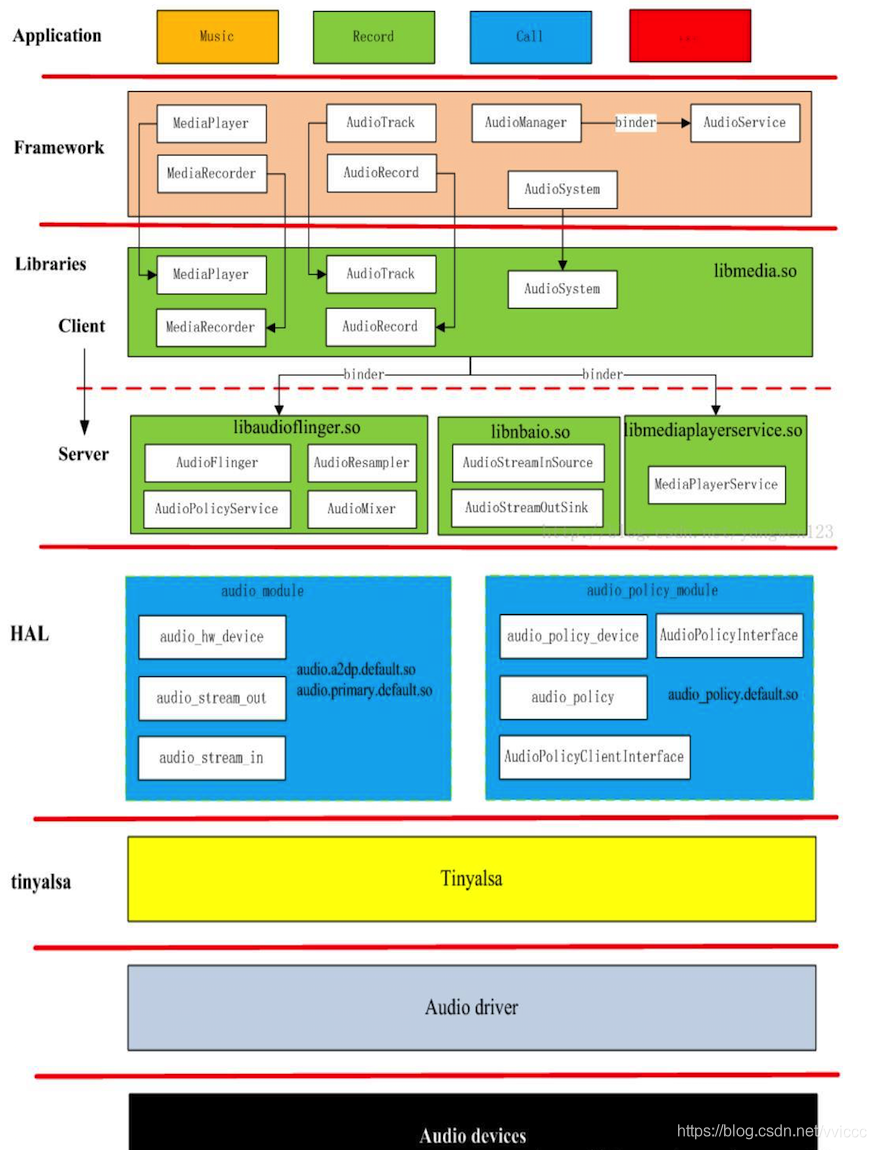 Application
Music
Record
Call
Framework
MediaPlayer
AudioTrack
AudioManager
binder
AudioService
MediaRecorder
AudioRecord
AudioSystem
Libraries
libmedia.so
MediaPlayer
AudioTrack
AudioSystem
Client
MediaRecorder
AudioRecord
binder
binder
Server
libaudioflinger.so
AudioFlinger
AudioResampler
AudioPolicyService
AudioMixer
libnbaio.so
AudioStreamInSource
AudioStreamOutSink
libmediaplayerservice.so
MediaPlayerService
HAL
audio_module
audio_hw_device
audio_stream_out
audio_stream_in
audio.a2dp.default.so
audio.primary.default.so
audio_policy_module
audio_policy_device
AudioPolicyInterface
audio_policy
audio_policy.default.so
AudioPolicyClientInterface
tinyalsa
Tinyalsa
Audio driver
Audio devices
https://blog.csdn.net/vviccc